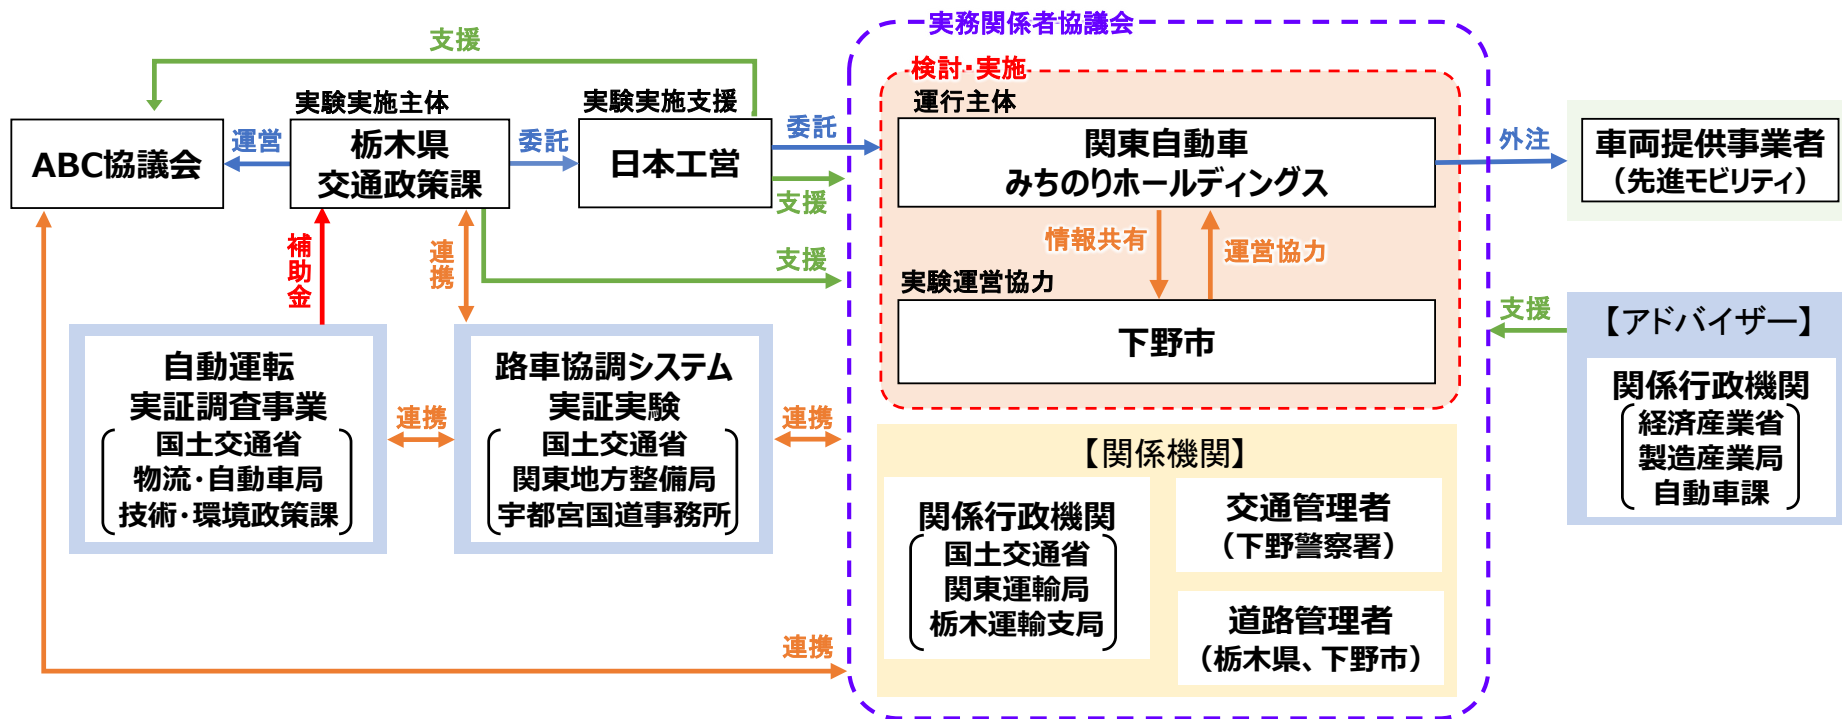 実務関係者協議会
支援
検討・実施
実験実施主体
実験実施支援
運行主体
ABC協議会
運営
栃木県
交通政策課
委託
日本工営
委託
支援
関東自動車
みちのりホールディングス
外注
車両提供事業者
（先進モビリティ）
補助金
連携
支援
情報共有
運営協力
実験運営協力
下野市
支援
【アドバイザー】
関係行政機関
経済産業省
製造産業局
自動車課
自動運転
実証調査事業
国土交通省
物流・自動車局
技術・環境政策課
連携
路車協調システム
実証実験
国土交通省
関東地方整備局
宇都宮国道事務所
連携
【関係機関】
関係行政機関
国土交通省
関東運輸局
栃木運輸支局
交通管理者
（下野警察署）
道路管理者
（栃木県、下野市）
連携